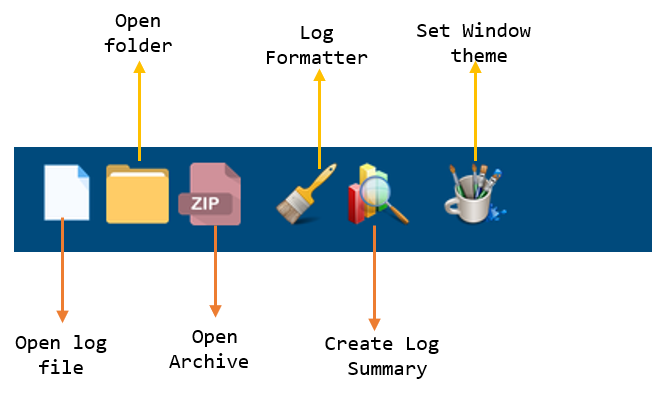 Open
folder
Log
Formatter
Set Window
theme
ZIP
Open log
file
Open
Archive
Create Log
Summary